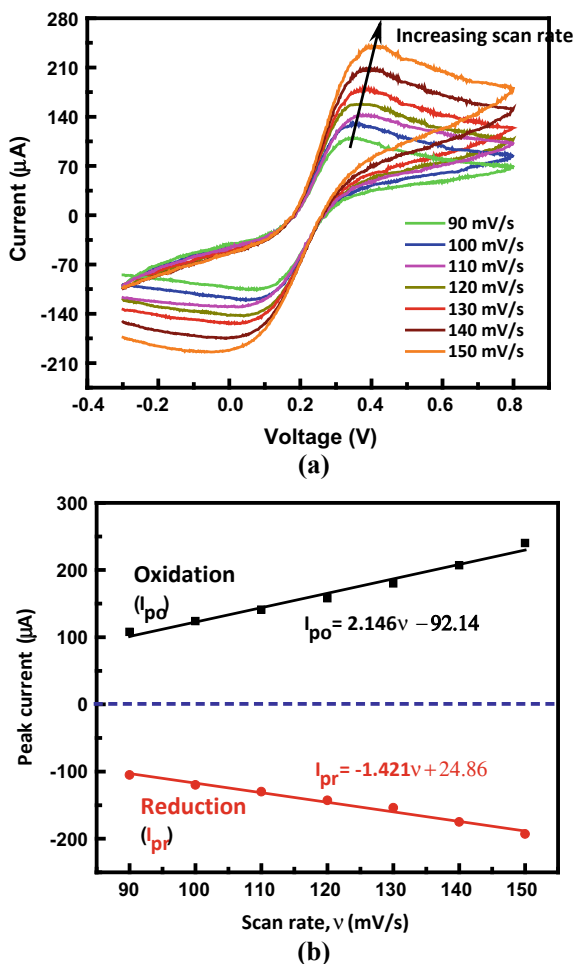 280
210
140
70
0
-70
-140
-210
Current (μA)
Increasing scan rate
90 mV/s
100 mV/s
110 mV/s
120 mV/s
130 mV/s
140 mV/s
150 mV/s
-0.4 -0.2 0.0 0.2 0.4 0.6 0.8 1.0
Voltage (V)
(a)
300
200
100
0
-100
-200
Peak current (μA)
Oxidation
(Ipo)
Ipo= 2.146ν −92.14
Ipr= -1.421ν+24.86
Reduction
(Ipr)
90 100 110 120 130 140 150
Scan rate, ν (mV/s)
(b)